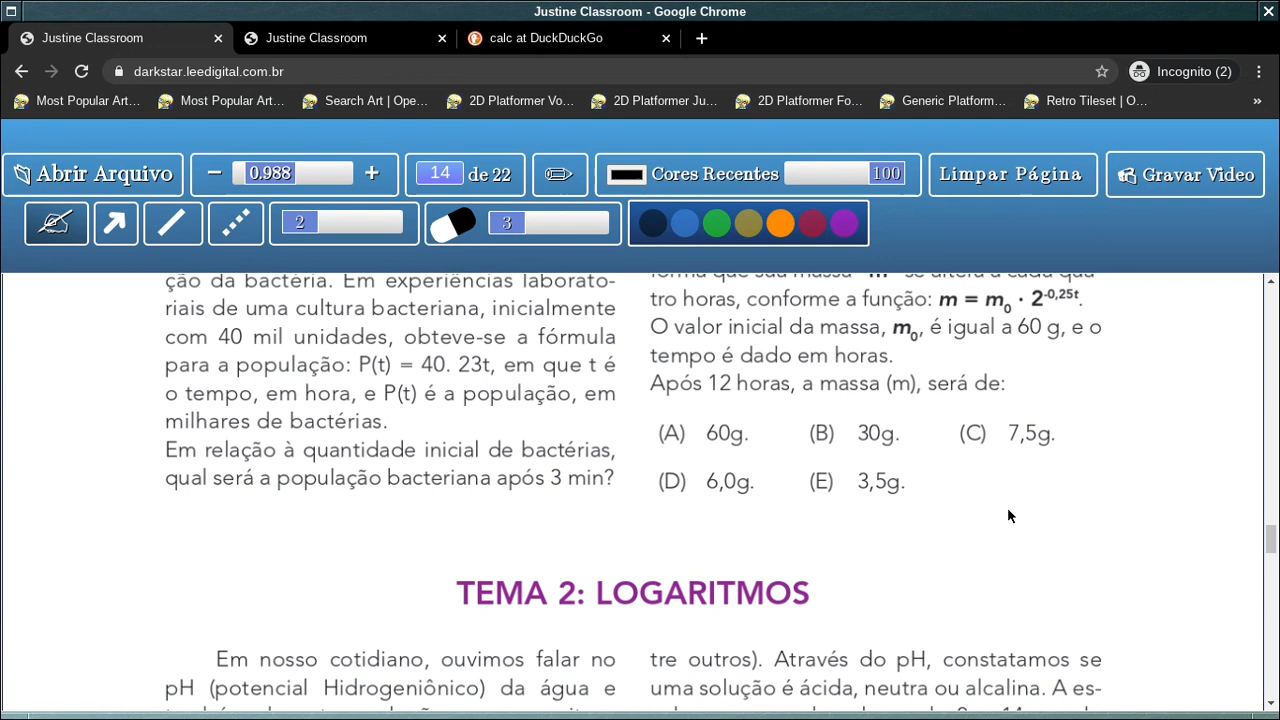 Justine Classroom - Google Chrome
Justine Classroom
Justine Classroom
calc at DuckDuckGo
darkstar.leedigital.com.br
Incognito (2)
Most Popular Art…
Most Popular Art…
Search Art | Ope…
2D Platformer Vo…
2D Platformer Ju…
2D Platformer Fo…
Generic Platform…
Retro Tileset | O…
»
Abrir Arquivo
− 0.988 +
14 de 22
Cores Recentes 100
Limpar Página
Gravar Video
2
3
ção da bactéria. Em experiências laborato-
riais de uma cultura bacteriana, inicialmente
com 40 mil unidades, obteve-se a fórmula
para a população: P(t) = 40. 23t, em que t é
o tempo, em hora, e P(t) é a população, em
milhares de bactérias.
Em relação à quantidade inicial de bactérias,
qual será a população bacteriana após 3 min?
forma que sua massa "m" se altera a cada qua
tro horas, conforme a função: m = m₀ · 2⁻⁰,²⁵ᵗ.
O valor inicial da massa, m₀, é igual a 60 g, e o
tempo é dado em horas.
Após 12 horas, a massa (m), será de:
(A) 60g. (B) 30g. (C) 7,5g.
(D) 6,0g. (E) 3,5g.
TEMA 2: LOGARITMOS
Em nosso cotidiano, ouvimos falar no
pH (potencial Hidrogeniônico) da água e
tre outros). Através do pH, constatamos se
uma solução é ácida, neutra ou alcalina. A es-